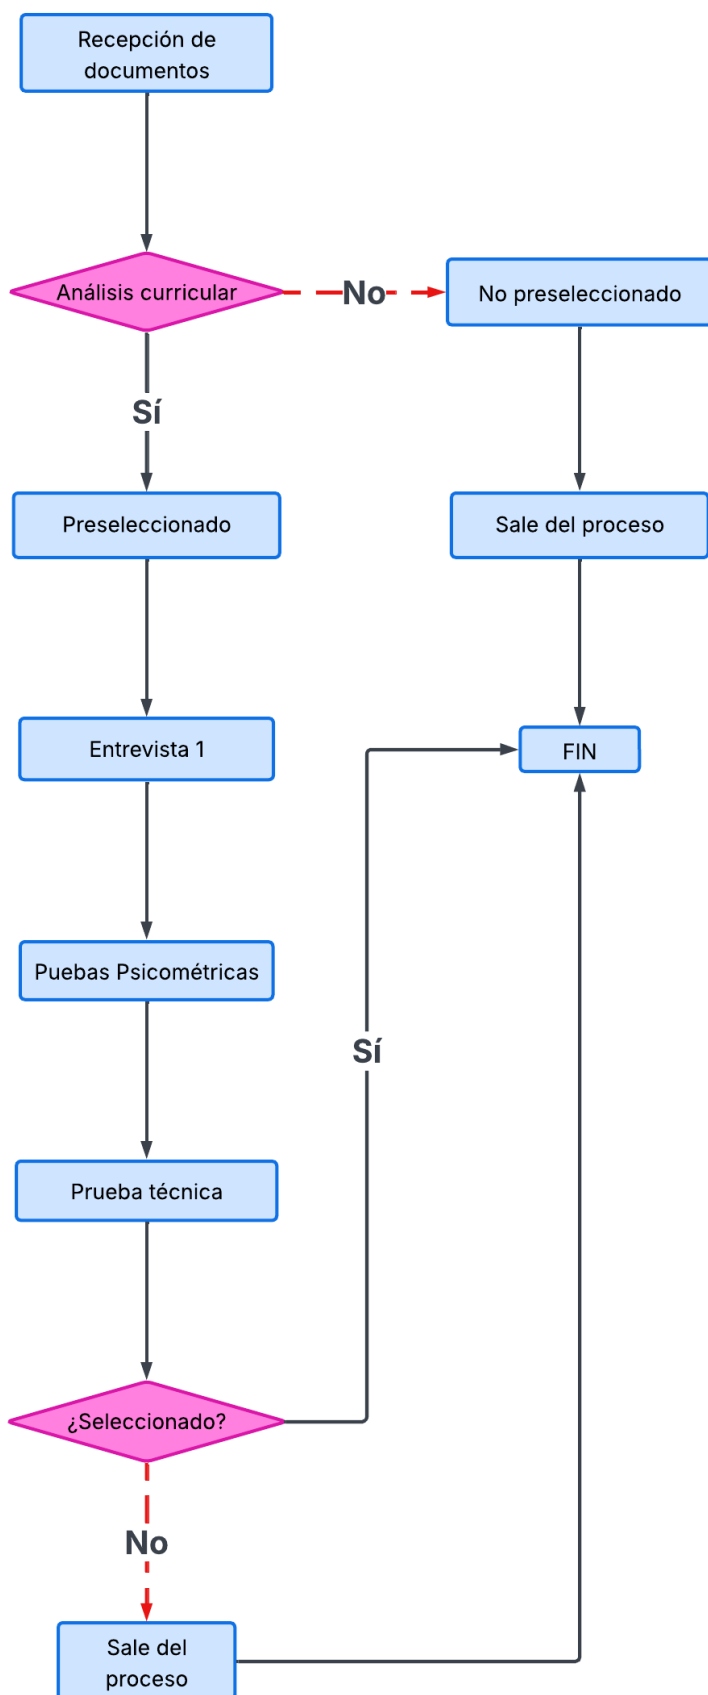 Recepción de
documentos
Análisis curricular
No
No preseleccionado
Sí
Preseleccionado
Sale del proceso
Entrevista 1
FIN
Puebas Psicométricas
Sí
Prueba técnica
¿Seleccionado?
No
Sale del
proceso